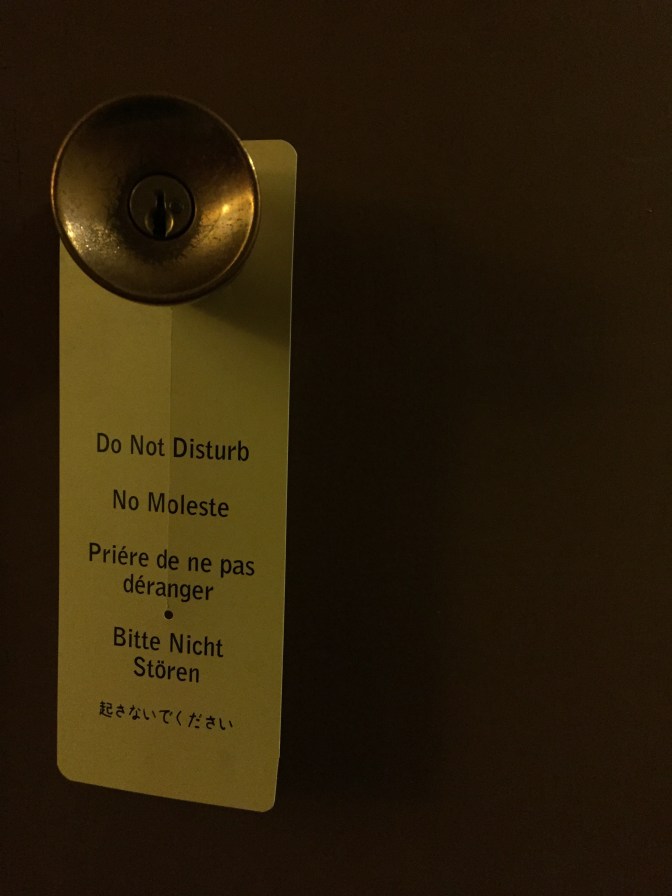 Do Not Disturb
No Moleste
Priére de ne pas
déranger
Bitte Nicht
Stören
起さないでください